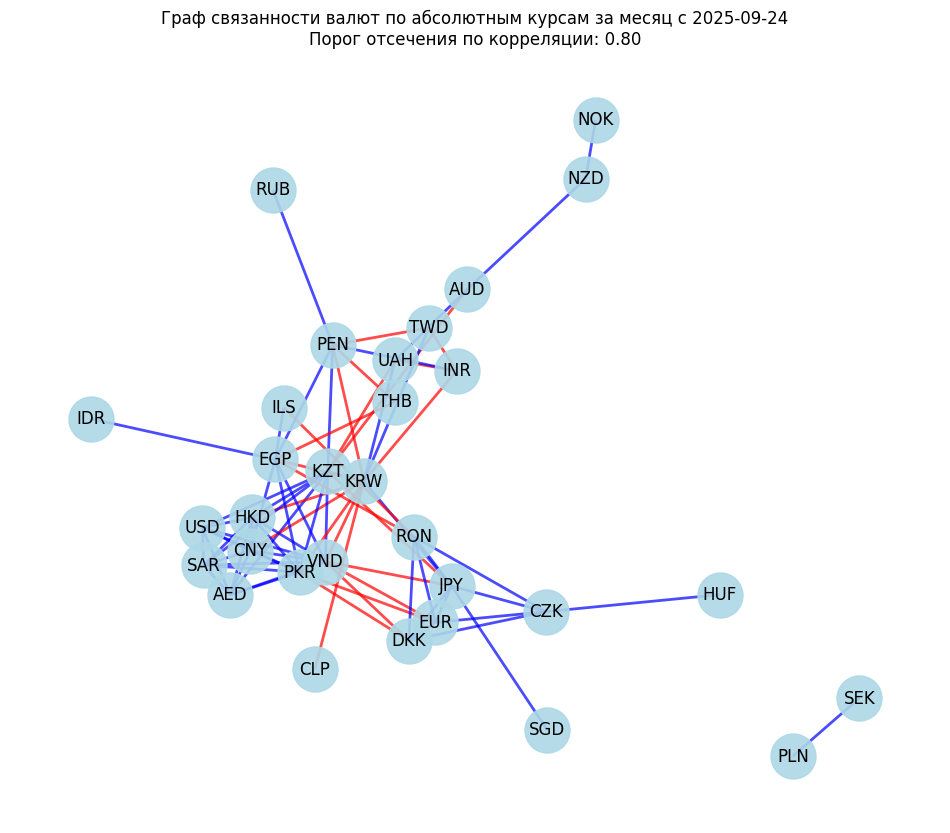 Граф связанности валют по абсолютным курсам за месяц с 2025-09-24
Порог отсечения по корреляции: 0.80
NOK
NZD
RUB
AUD
TWD
PEN
UAH
INR
ILS
THB
IDR
EGP
KZT
KRW
HKD
USD
RON
CNY
VND
SAR
PKR
JPY
AED
HUF
CZK
EUR
DKK
CLP
SEK
SGD
PLN